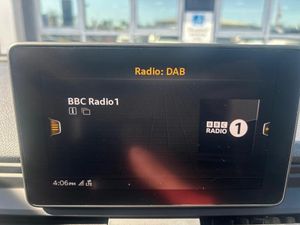 Radio: DAB
BBC Radio1
BBC
RADIO 1
4:06PM